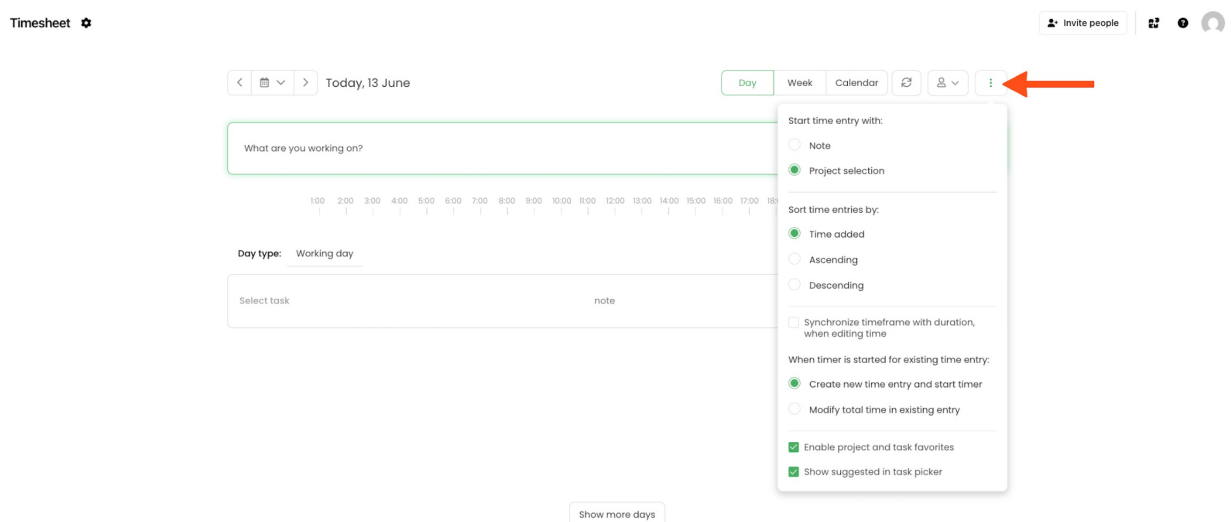 Timesheet
Invite people
Today, 13 June
Day
Week
Calendar
Start time entry with:
Note
Project selection
What are you working on?
1:00 2:00 3:00 4:00 5:00 6:00 7:00 8:00 9:00 10:00 11:00 12:00 13:00 14:00 15:00 16:00 17:00
Sort time entries by:
Time added
Ascending
Descending
Day type: Working day
Select task
note
Synchronize timeframe with duration,
when editing time
When timer is started for existing time entry:
Create new time entry and start timer
Modify total time in existing entry
Enable project and task favorites
Show suggested in task picker
Show more days